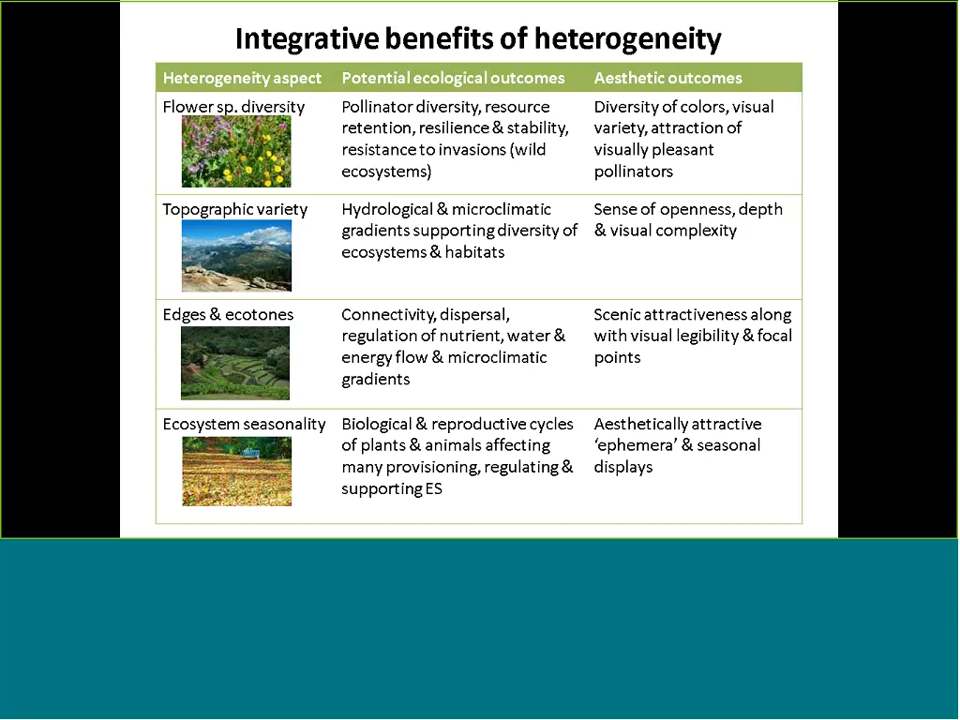 Integrative benefits of heterogeneity
Heterogeneity aspect Potential ecological outcomes Aesthetic outcomes
Flower sp. diversity
Pollinator diversity, resource
retention, resilience & stability,
resistance to invasions (wild
ecosystems)
Diversity of colors, visual
variety, attraction of
visually pleasant
pollinators
Topographic variety
Hydrological & microclimatic
gradients supporting diversity of
ecosystems & habitats
Sense of openness, depth
& visual complexity
Edges & ecotones
Connectivity, dispersal,
regulation of nutrient, water &
energy flow & microclimatic
gradients
Scenic attractiveness along
with visual legibility & focal
points
Ecosystem seasonality
Biological & reproductive cycles
of plants & animals affecting
many provisioning, regulating &
supporting ES
Aesthetically attractive
‘ephemera’ & seasonal
displays